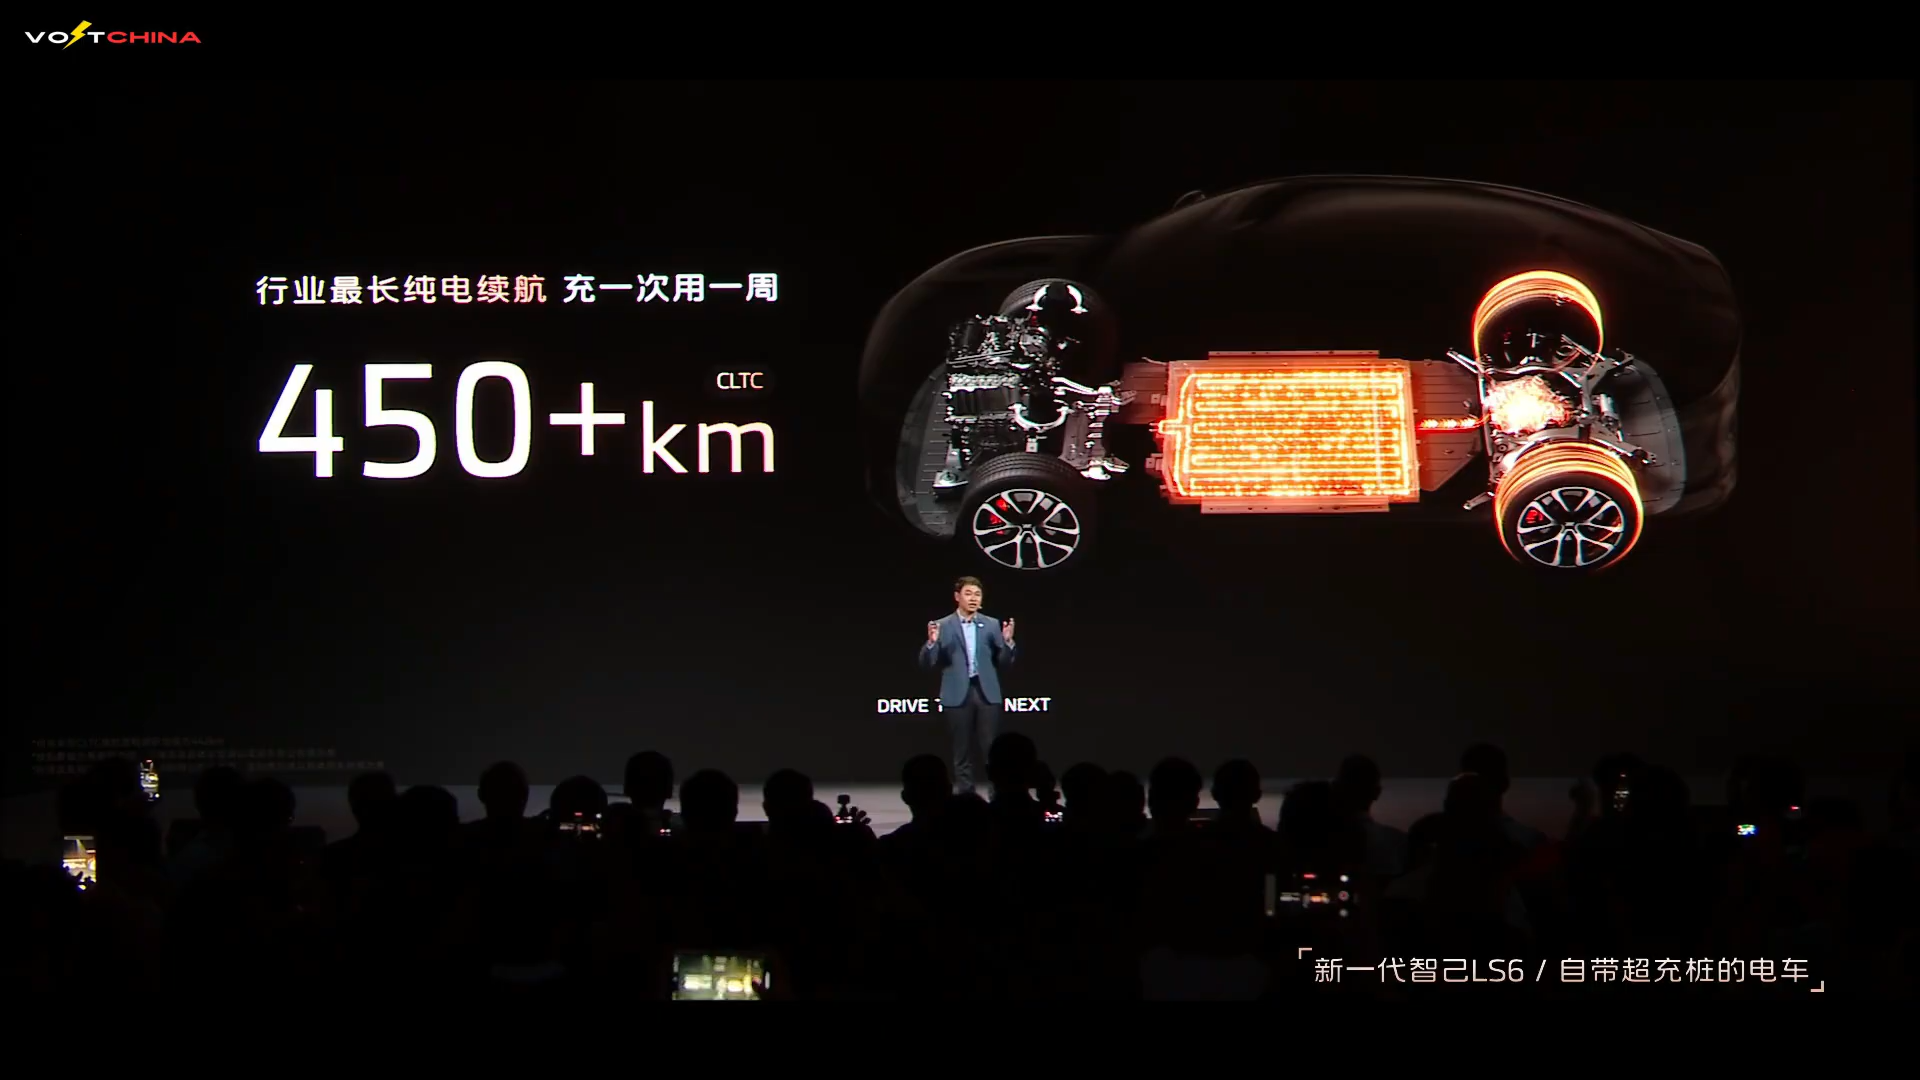 VOLTCHINA
行业最长纯电续航 充一次用一周
450+km
CLTC
DRIVE T NEXT
「新一代智己LS6 / 自带超充桩的电车」